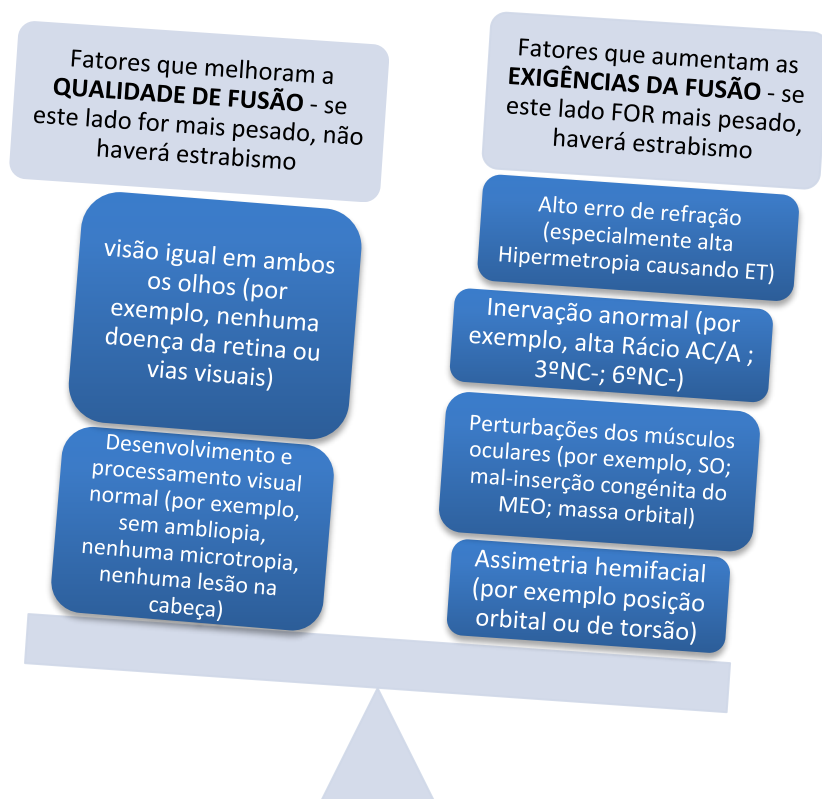 Fatores que melhoram a
QUALIDADE DE FUSÃO - se
este lado for mais pesado, não
haverá estrabismo
visão igual em ambos
os olhos (por
exemplo, nenhuma
doença da retina ou
vias visuais)
Desenvolvimento e
processamento visual
normal (por exemplo,
sem ambliopia,
nenhuma microtropia,
nenhuma lesão na
cabeça)
Fatores que aumentam as
EXIGÊNCIAS DA FUSÃO - se
este lado FOR mais pesado,
haverá estrabismo
Alto erro de refração
(especialmente alta
Hipermetropia causando ET)
Inervação anormal (por
exemplo, alta Rácio AC/A ;
3ºNC-; 6ºNC-)
Perturbações dos músculos
oculares (por exemplo, SO;
mal-inserção congénita do
MEO; massa orbital)
Assimetria hemifacial
(por exemplo posição
orbital ou de torsão)